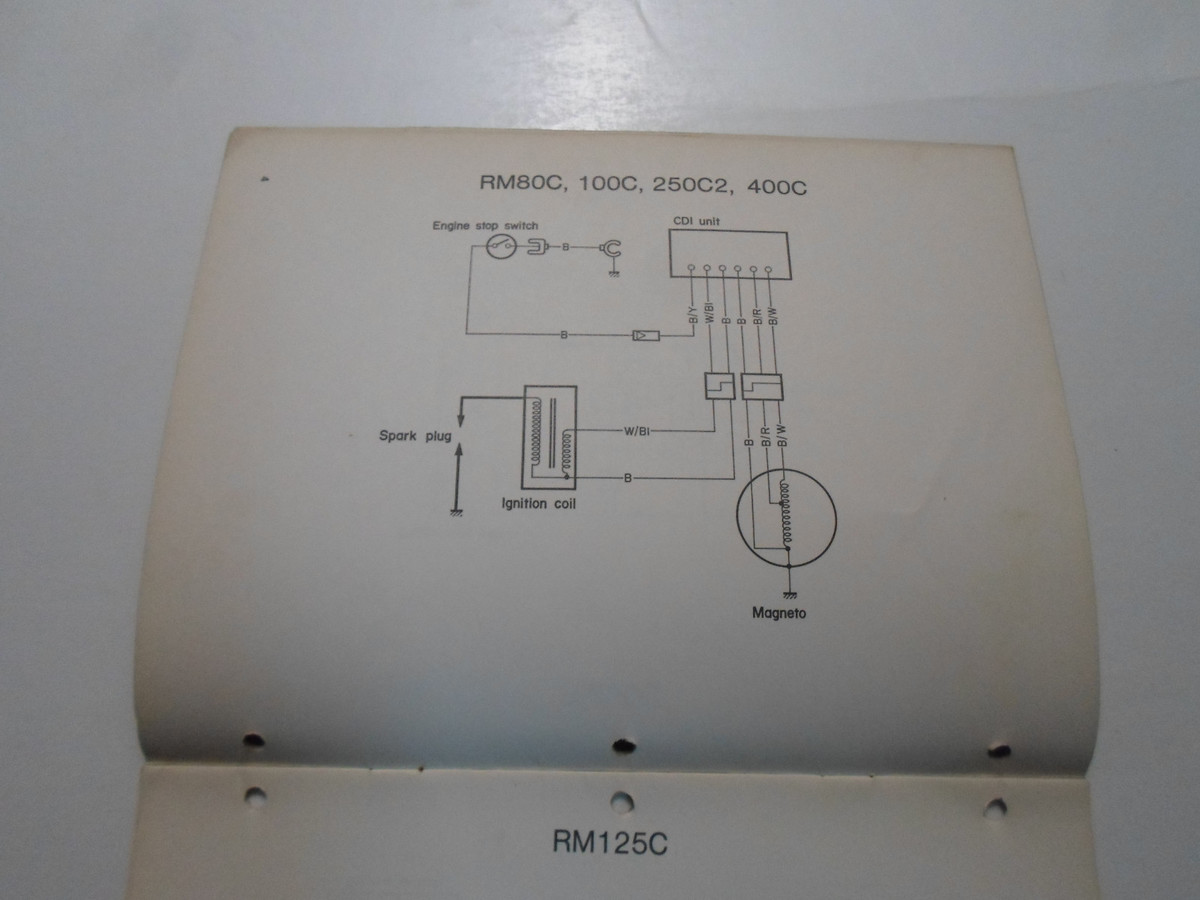 RM80C, 100C, 250C2, 400C
Engine stop switch
CDI unit
B
B/Y
W/Bl
B
B
B/R
B/W
B
Spark plug
W/Bl
B
B/R
B/W
B
Ignition coil
Magneto
RM125C